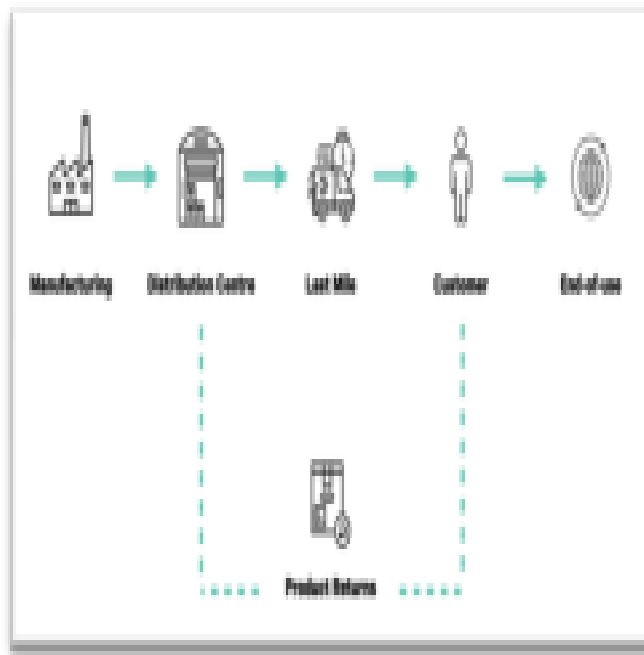 Manufacturing
Distribution Centre
Last Mile
Customer
End-of-use
Product Returns